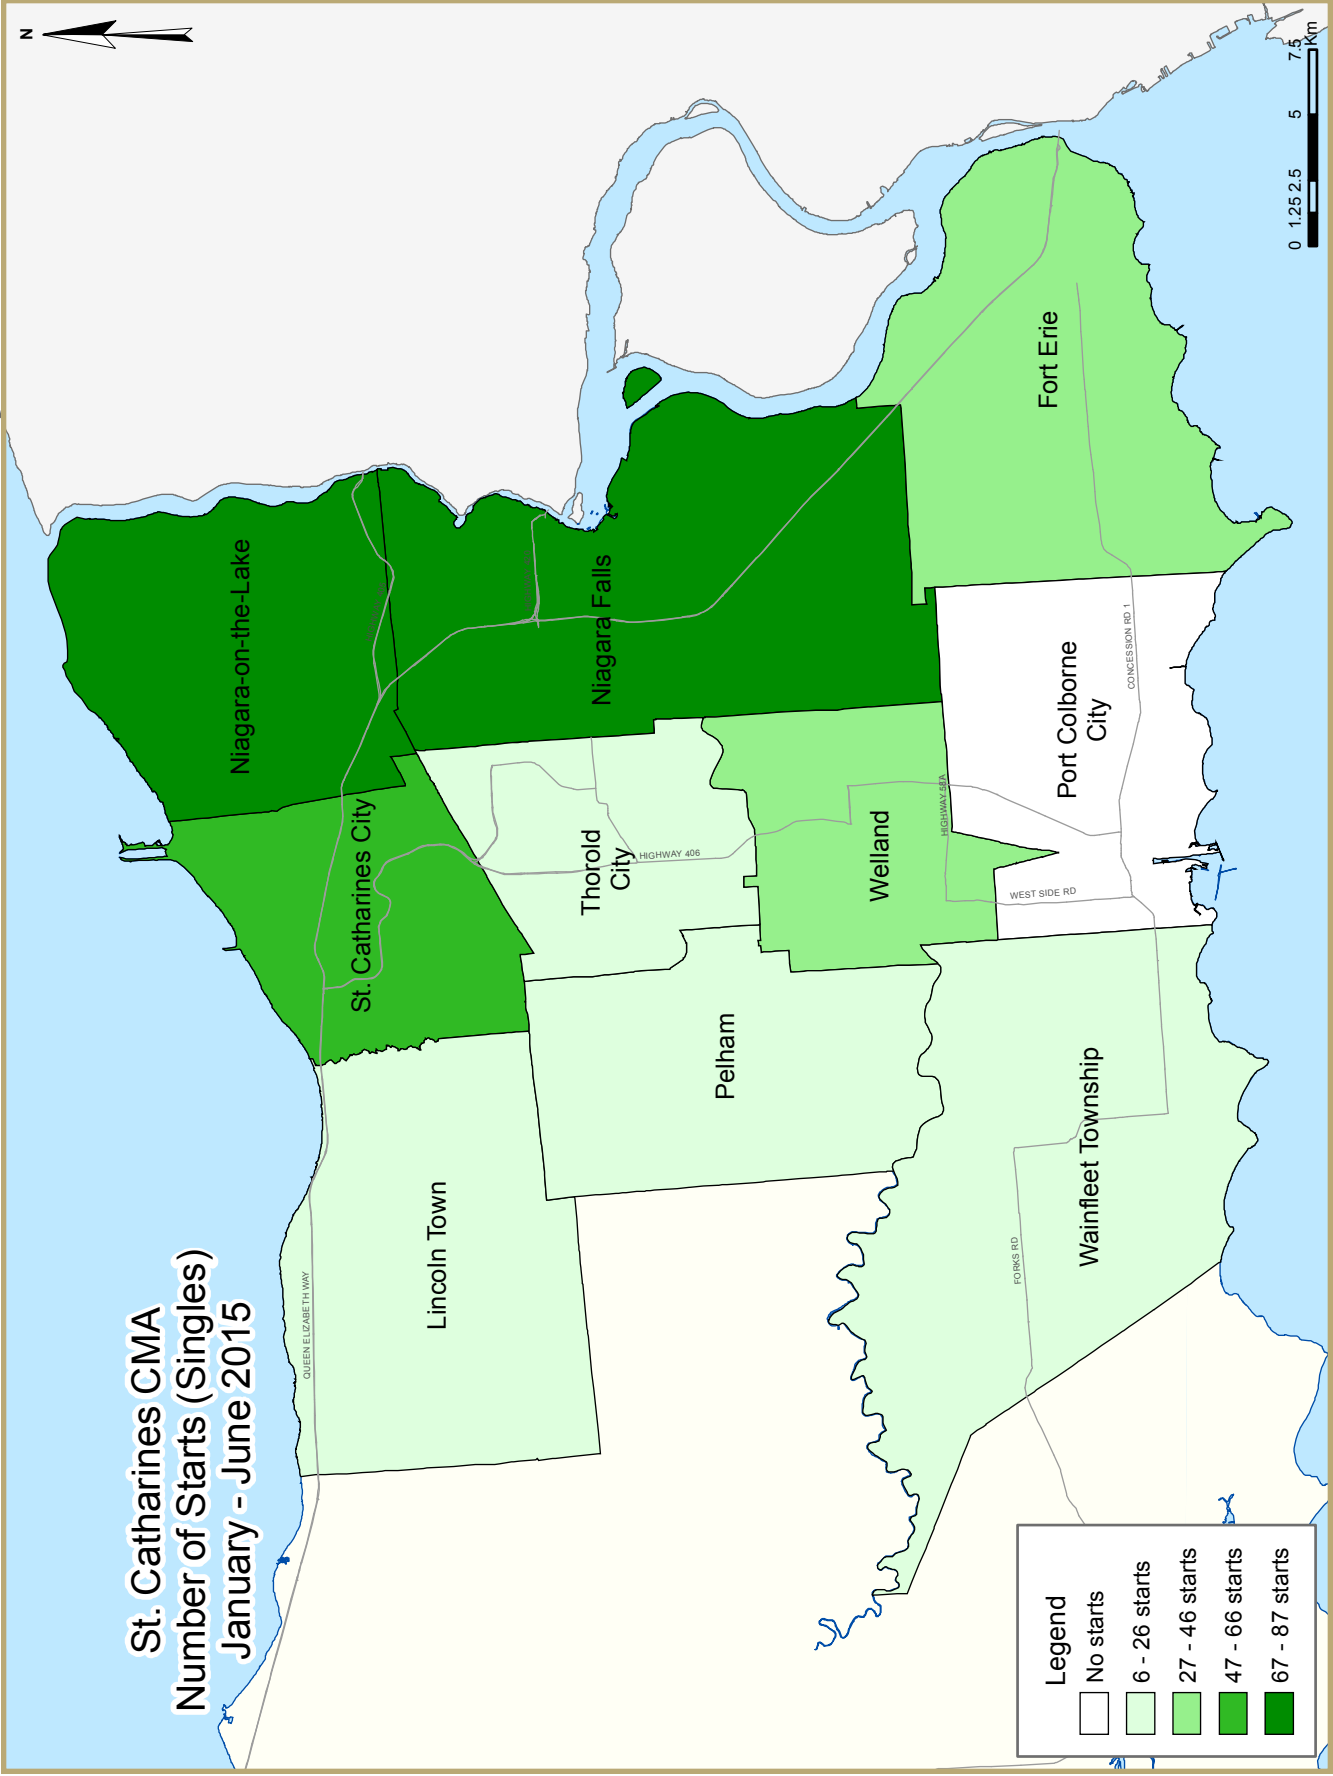 St. Catharines CMA
Number of Starts (Singles)
January - June 2015
N
Niagara-on-the-Lake
St. Catharines City
Niagara Falls
QUEEN ELIZABETH WAY
Lincoln Town
Thorold
City
HIGHWAY 406
Pelham
Welland
HIGHWAY 58A
WEST SIDE RD
Port Colborne
City
CONCESSION RD 1
Fort Erie
Wainfleet Township
FORKS RD
Legend
No starts
6 - 26 starts
27 - 46 starts
47 - 66 starts
67 - 87 starts
0 1.25 2.5 5 7.5
Km